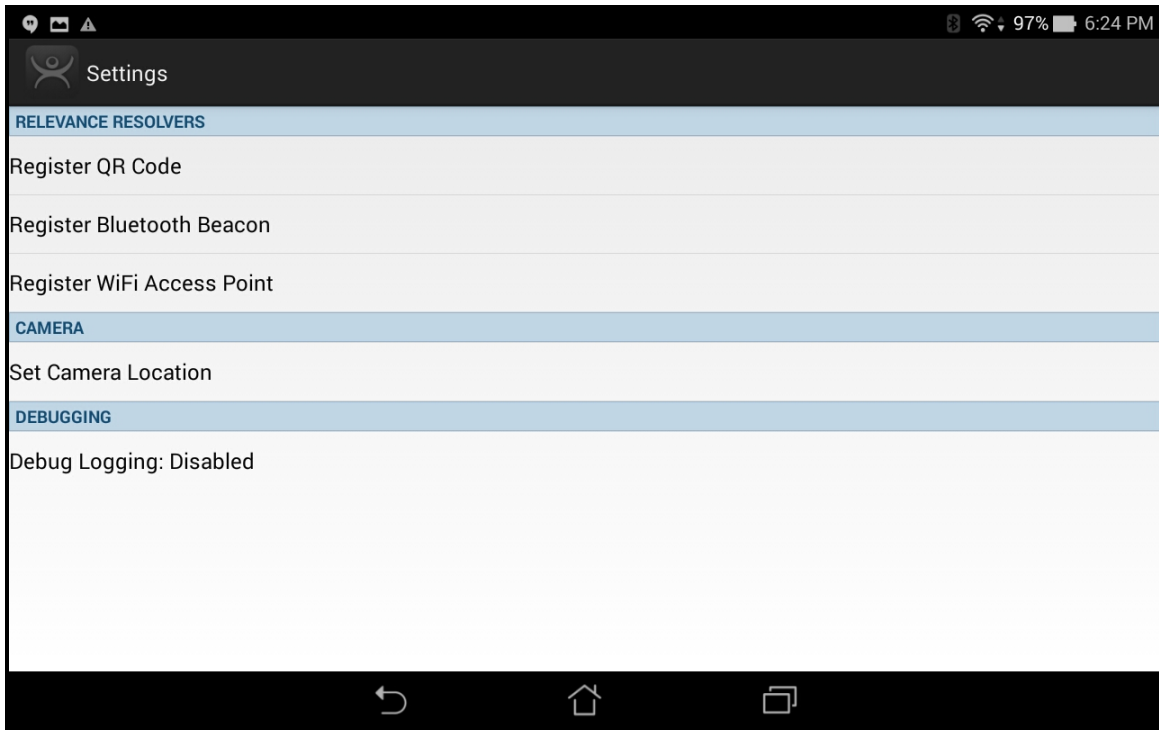 97% 6:24 PM
Settings
RELEVANCE RESOLVERS
Register QR Code
Register Bluetooth Beacon
Register WiFi Access Point
CAMERA
Set Camera Location
DEBUGGING
Debug Logging: Disabled